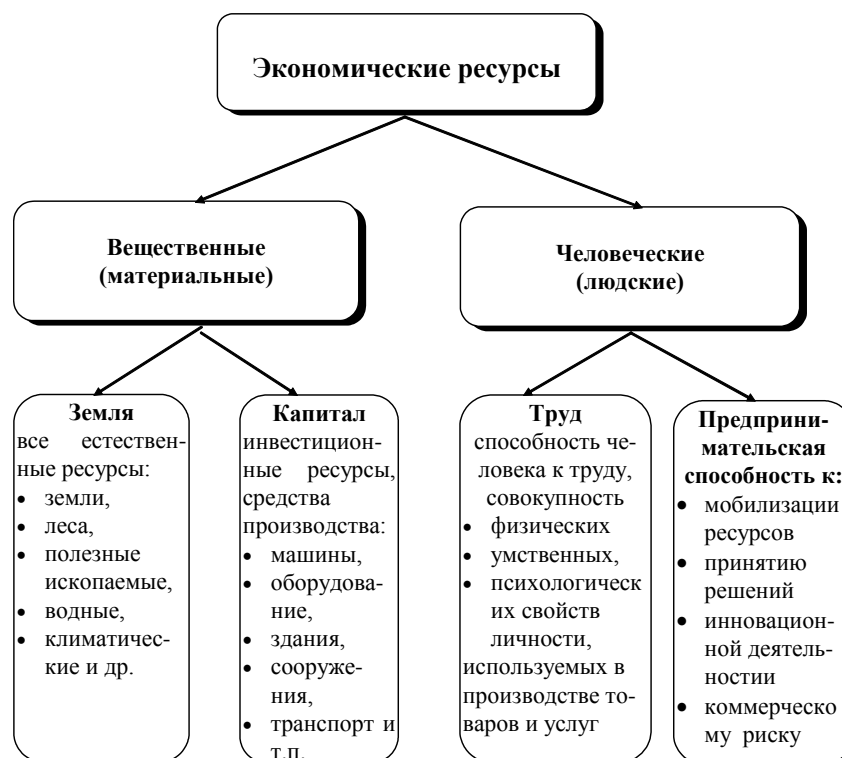 Экономические ресурсы
Вещественные
(материальные)
Человеческие
(людские)
Земля
все естествен-
ные ресурсы:
• земли,
• леса,
• полезные
ископаемые,
• водные,
• климатичес-
кие и др.
Капитал
инвестицион-
ные ресурсы,
средства
производства:
• машины,
• оборудова-
ние,
• здания,
• сооруже-
ния,
• транспорт и
т.п.
Труд
способность че-
ловека к труду,
совокупность
• физических
• умственных,
• психологическ
их свойств
личности,
используемых в
производстве то-
варов и услуг
Предприни-
мательская
способность к:
• мобилизации
ресурсов
• принятию
решений
• инновацион-
ной деятель-
ностии
• коммерческо
му риску